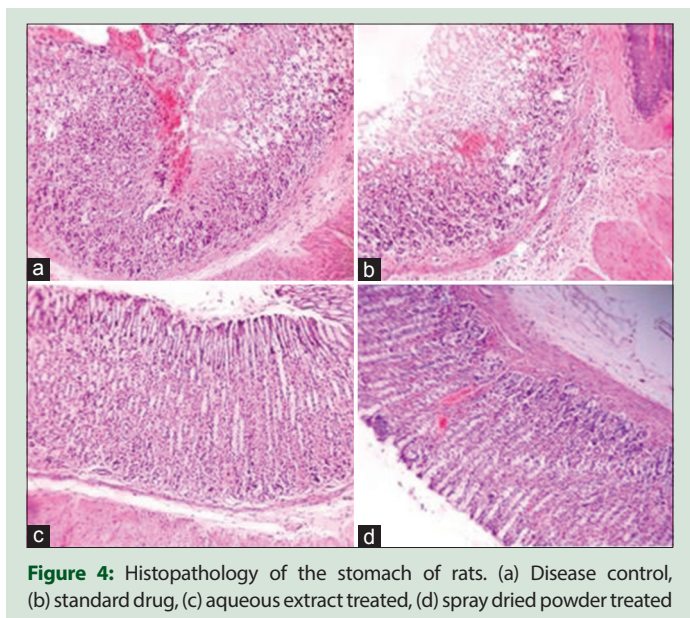 a
b
c
d
Figure 4: Histopathology of the stomach of rats. (a) Disease control,
(b) standard drug, (c) aqueous extract treated, (d) spray dried powder treated